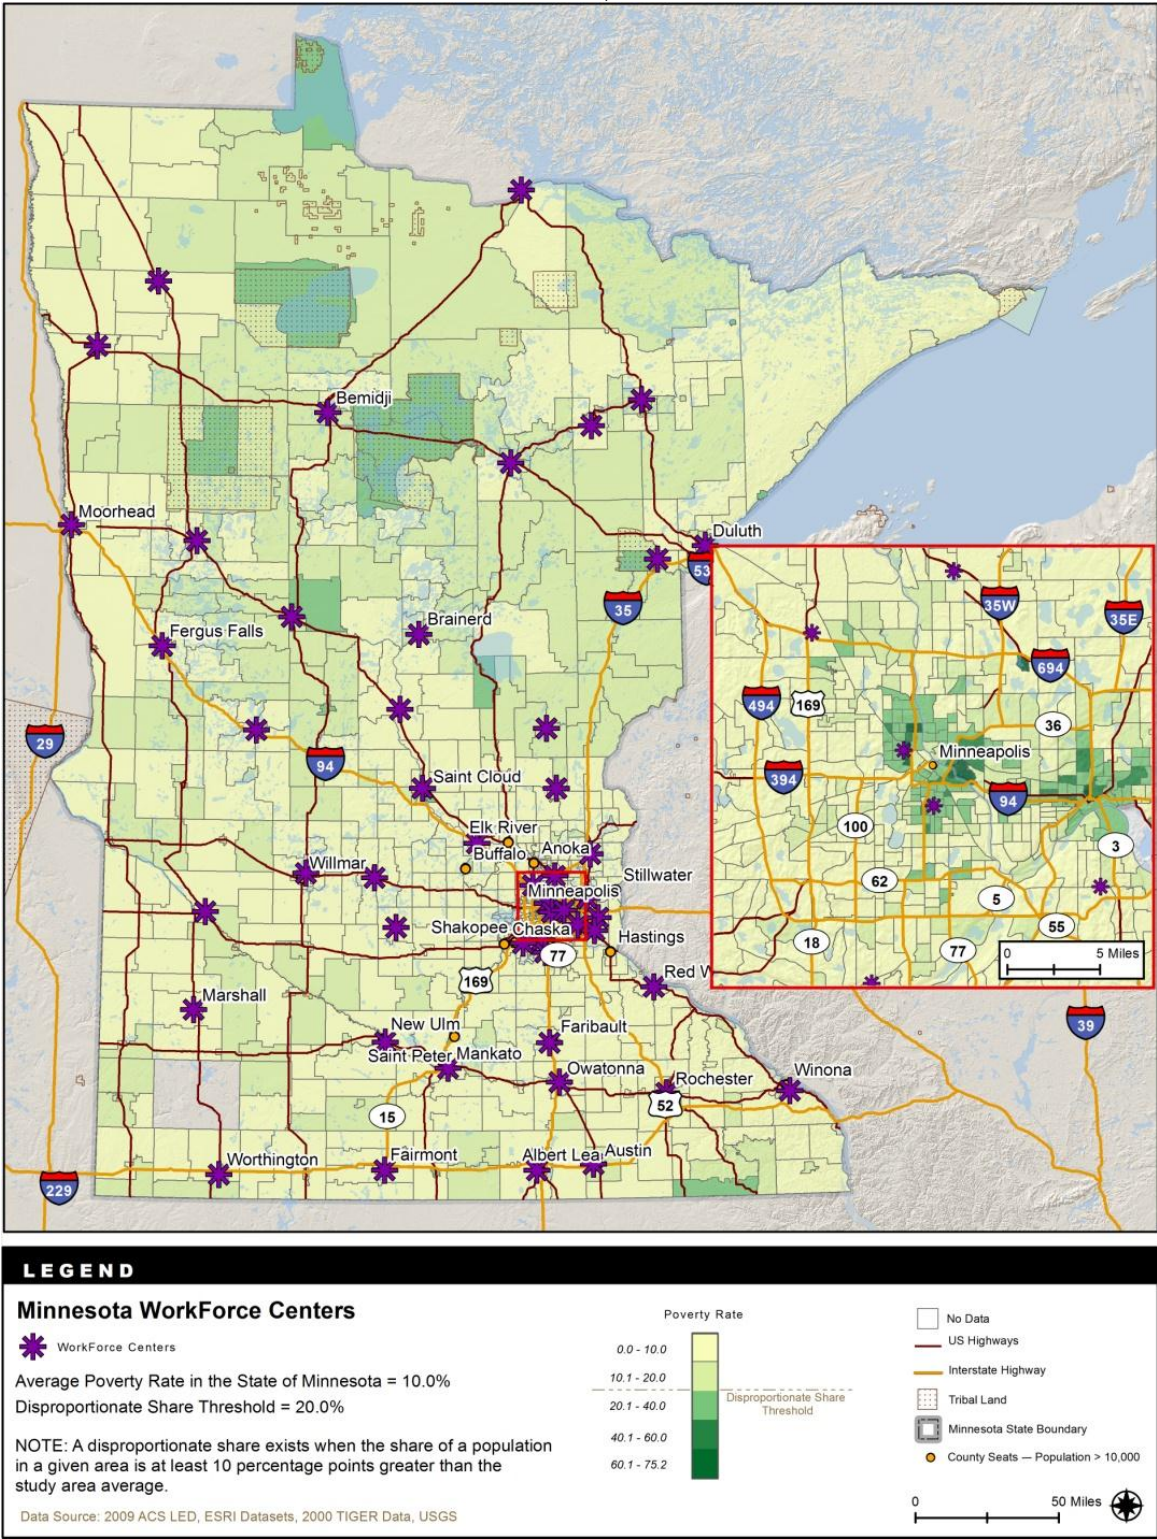 Bemidji
Moorhead
Duluth
53
35
Brainerd
Fergus Falls
29
94
Saint Cloud
Elk River
Buffalo
Anoka
Willmar
Stillwater
Minneapolis
Shakopee
Chaska
Hastings
77
169
Red W
Marshall
New Ulm
Faribault
Saint Peter
Mankato
Owatonna
Rochester
Winona
52
15
Worthington
Fairmont
Albert Lea
Austin
229
39
35W
35E
694
494
169
36
Minneapolis
394
94
100
3
62
5
55
18
77
0 5 Miles
LEGEND
Minnesota WorkForce Centers
WorkForce Centers
Average Poverty Rate in the State of Minnesota = 10.0%
Disproportionate Share Threshold = 20.0%
NOTE: A disproportionate share exists when the share of a population
in a given area is at least 10 percentage points greater than the
study area average.
Data Source: 2009 ACS LED, ESRI Datasets, 2000 TIGER Data, USGS
Poverty Rate
0.0 - 10.0
10.1 - 20.0
20.1 - 40.0
40.1 - 60.0
60.1 - 75.2
Disproportionate Share
Threshold
No Data
US Highways
Interstate Highway
Tribal Land
Minnesota State Boundary
County Seats — Population > 10,000
0 50 Miles